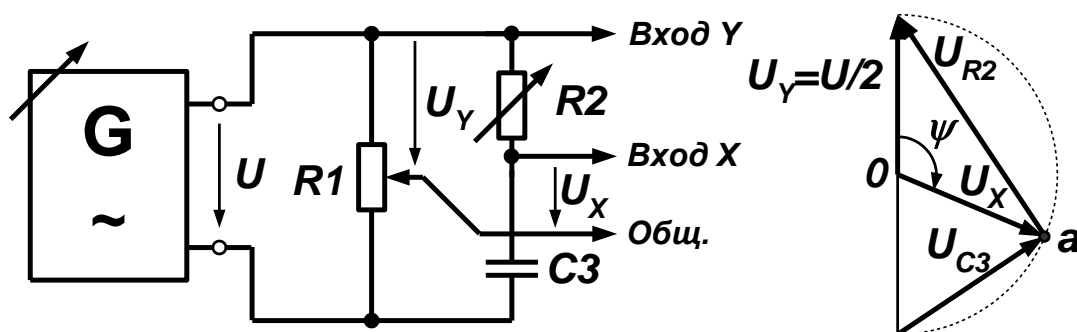 G
~
U
R1
U_Y
R2
U_X
C3
Вход Y
Вход X
Общ.
U_Y=U/2
U_R2
ψ
0
U_X
a
U_C3